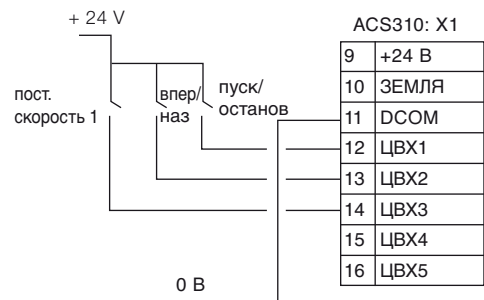 + 24 V
ACS310: X1
9 +24 В
10 ЗЕМЛЯ
11 DCOM
12 ЦВХ1
13 ЦВХ2
14 ЦВХ3
15 ЦВХ4
16 ЦВХ5
пост.
скорость 1
впер/
наз
пуск/
останов
0 В